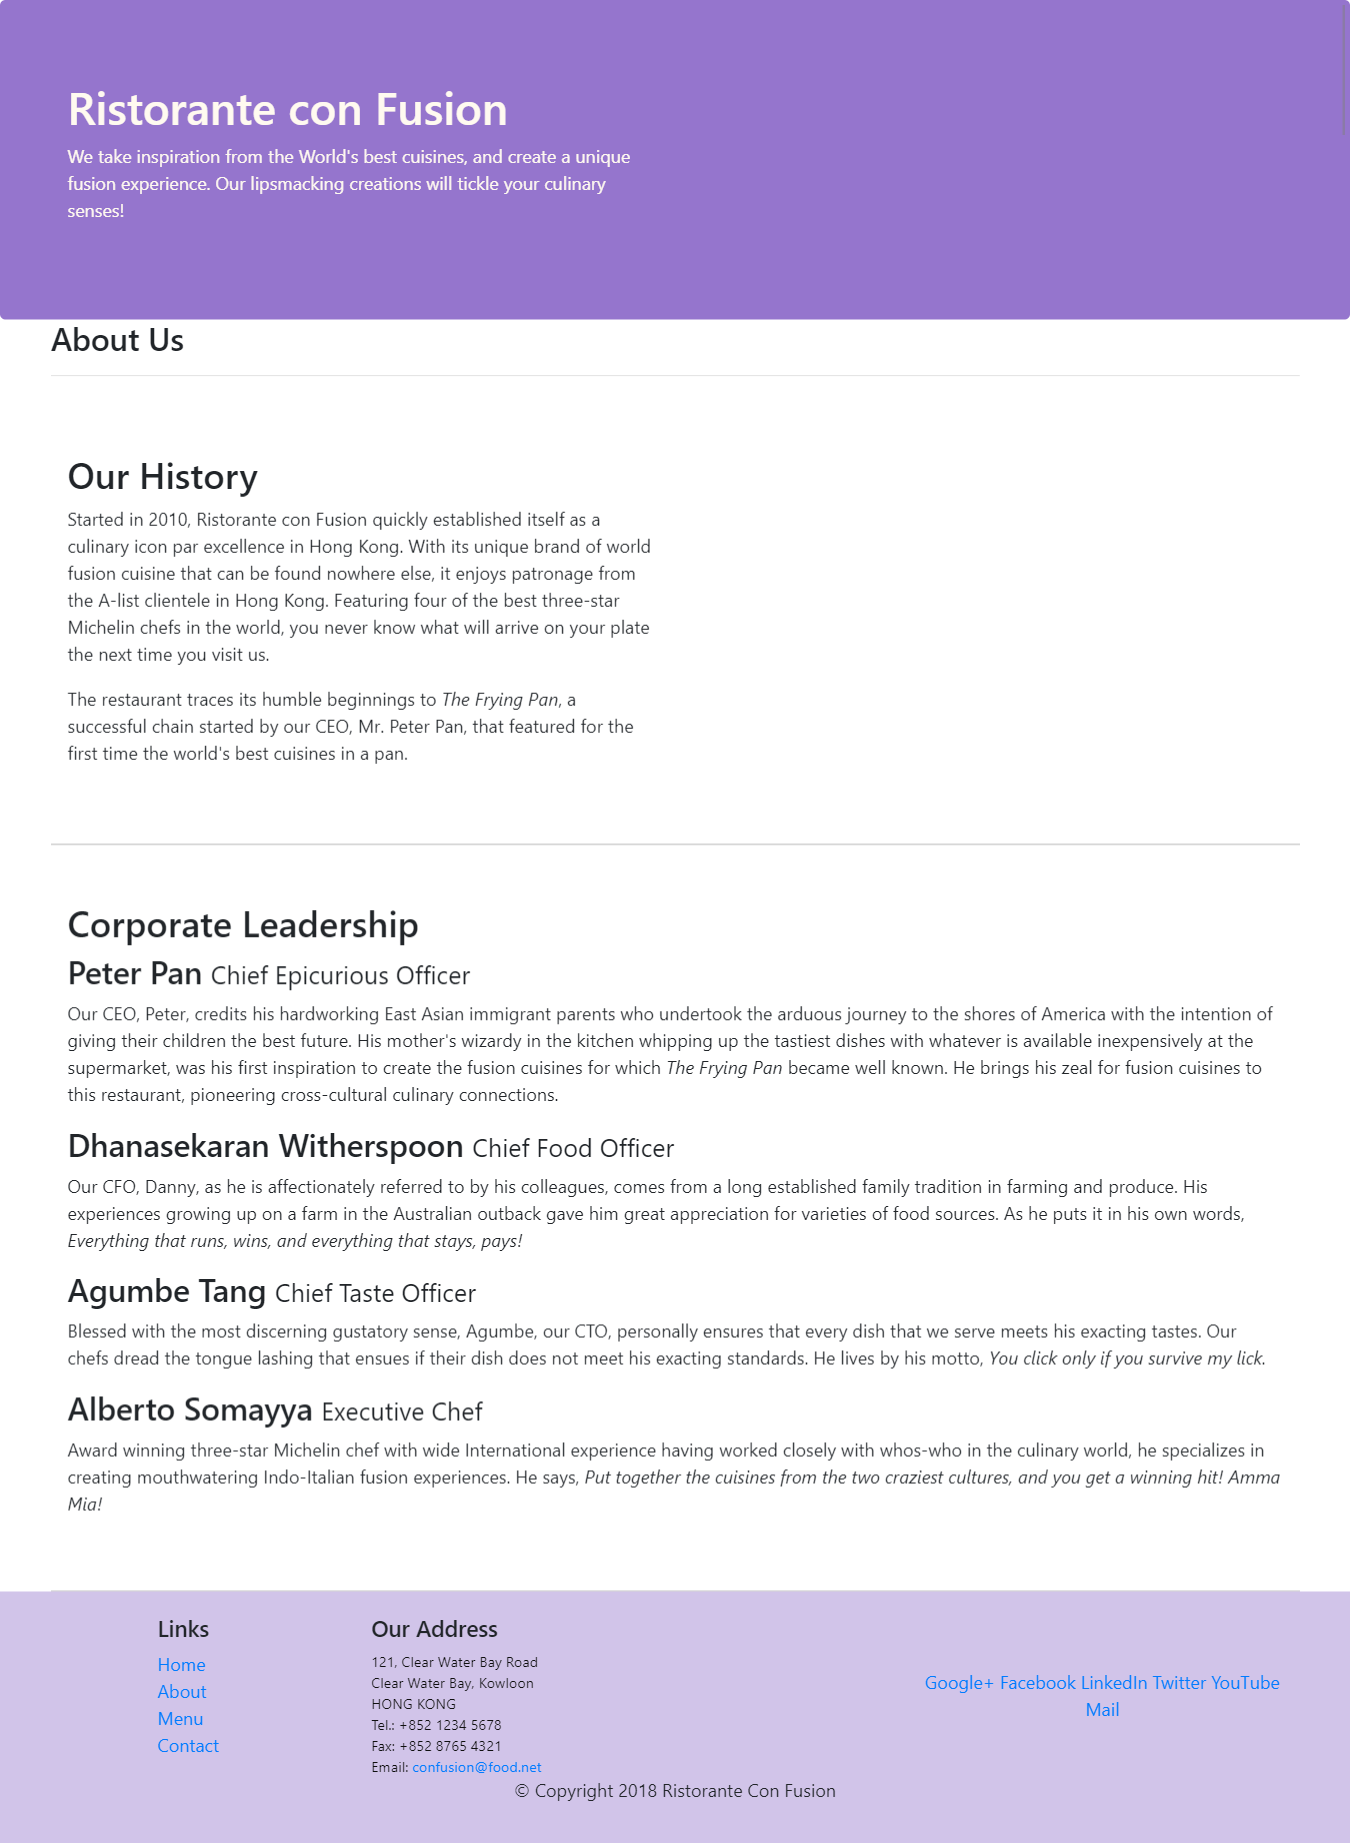 Ristorante con Fusion
We take inspiration from the World's best cuisines, and create a unique
fusion experience. Our lipsmacking creations will tickle your culinary
senses!
About Us
Our History
Started in 2010, Ristorante con Fusion quickly established itself as a
culinary icon par excellence in Hong Kong. With its unique brand of world
fusion cuisine that can be found nowhere else, it enjoys patronage from
the A-list clientele in Hong Kong. Featuring four of the best three-star
Michelin chefs in the world, you never know what will arrive on your plate
the next time you visit us.
The restaurant traces its humble beginnings to The Frying Pan, a
successful chain started by our CEO, Mr. Peter Pan, that featured for the
first time the world's best cuisines in a pan.
Corporate Leadership
Peter Pan Chief Epicurious Officer
Our CEO, Peter, credits his hardworking East Asian immigrant parents who undertook the arduous journey to the shores of America with the intention of
giving their children the best future. His mother's wizardy in the kitchen whipping up the tastiest dishes with whatever is available inexpensively at the
supermarket, was his first inspiration to create the fusion cuisines for which The Frying Pan became well known. He brings his zeal for fusion cuisines to
this restaurant, pioneering cross-cultural culinary connections.
Dhanasekaran Witherspoon Chief Food Officer
Our CFO, Danny, as he is affectionately referred to by his colleagues, comes from a long established family tradition in farming and produce. His
experiences growing up on a farm in the Australian outback gave him great appreciation for varieties of food sources. As he puts it in his own words,
Everything that runs, wins, and everything that stays, pays!
Agumbe Tang Chief Taste Officer
Blessed with the most discerning gustatory sense, Agumbe, our CTO, personally ensures that every dish that we serve meets his exacting tastes. Our
chefs dread the tongue lashing that ensues if their dish does not meet his exacting standards. He lives by his motto, You click only if you survive my lick.
Alberto Somayya Executive Chef
Award winning three-star Michelin chef with wide International experience having worked closely with whos-who in the culinary world, he specializes in
creating mouthwatering Indo-Italian fusion experiences. He says, Put together the cuisines from the two craziest cultures, and you get a winning hit! Amma
Mia!
Links
Home
About
Menu
Contact
Our Address
121, Clear Water Bay Road
Clear Water Bay, Kowloon
HONG KONG
Tel.: +852 1234 5678
Fax: +852 8765 4321
Email: confusion@food.net
Google+ Facebook LinkedIn Twitter YouTube
Mail
© Copyright 2018 Ristorante Con Fusion